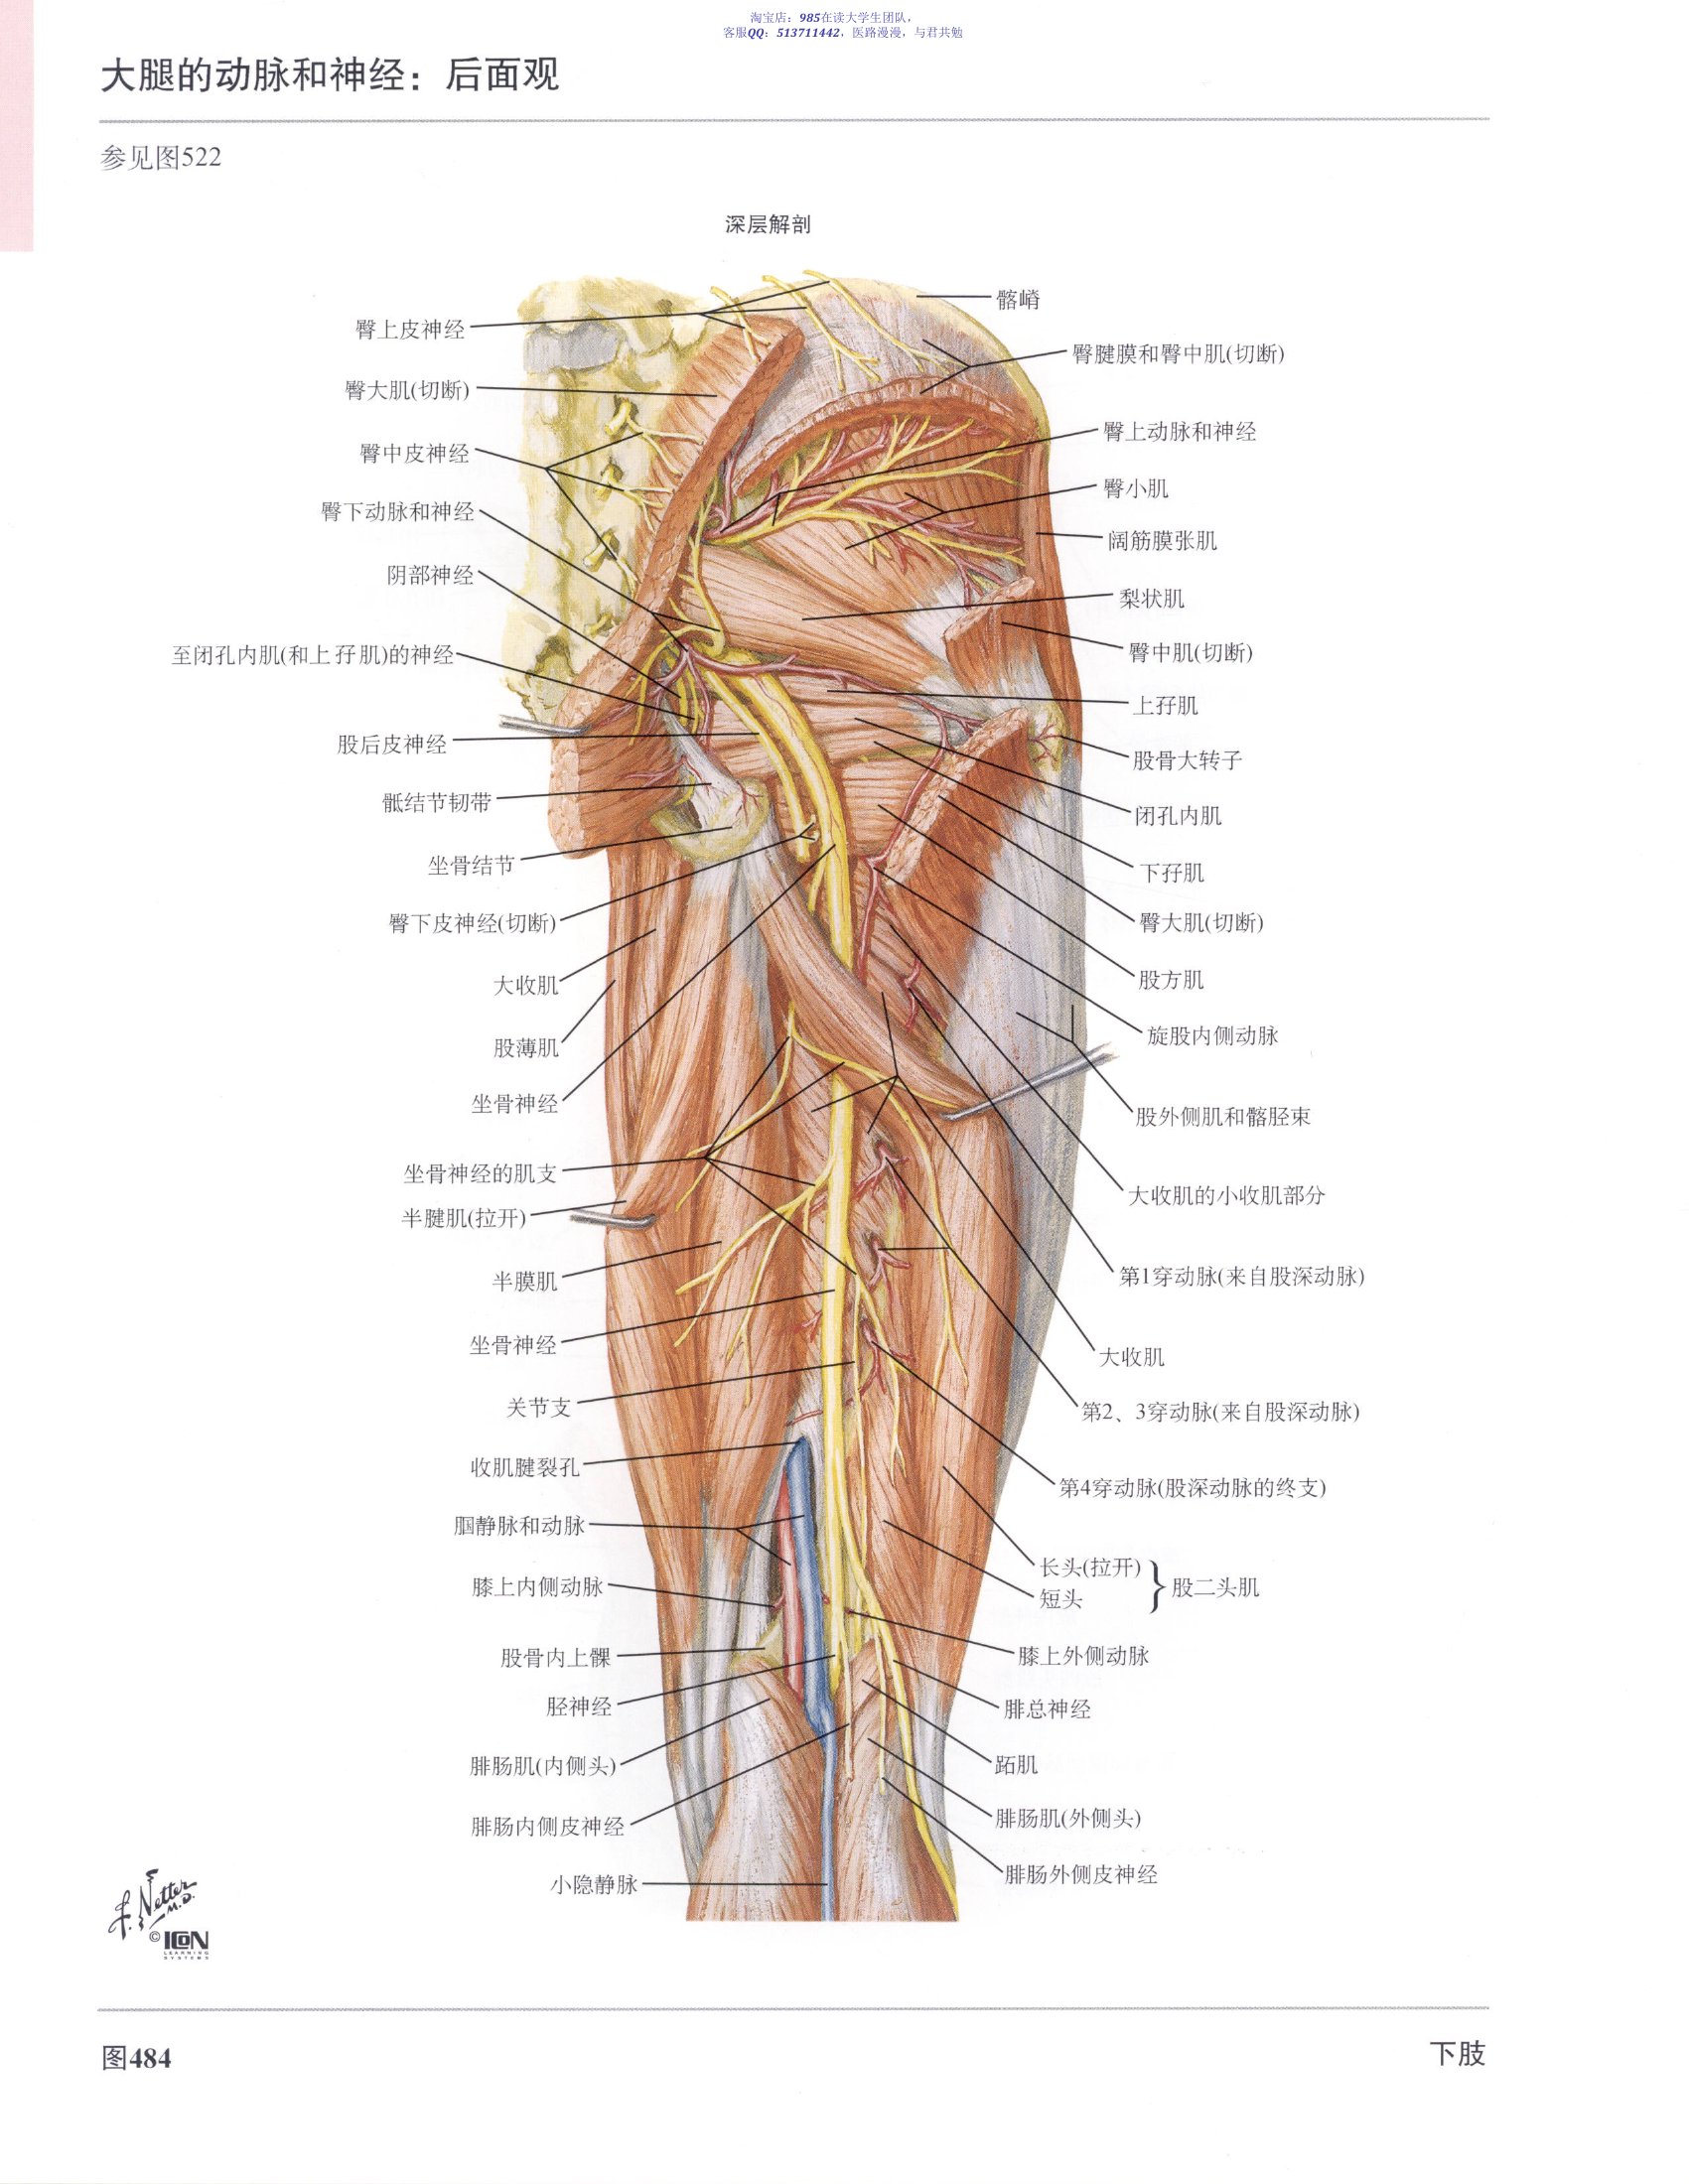 淘宝店：985在读大学生团队，
客服QQ：513711442，医路漫漫，与君共勉
大腿的动脉和神经：后面观
参见图522
深层解剖
臀上皮神经
臀大肌(切断)
臀中皮神经
臀下动脉和神经
阴部神经
至闭孔内肌(和上孖肌)的神经
股后皮神经
骶结节韧带
坐骨结节
臀下皮神经(切断)
大收肌
股薄肌
坐骨神经
坐骨神经的肌支
半腱肌(拉开)
半膜肌
坐骨神经
关节支
收肌腱裂孔
腘静脉和动脉
膝上内侧动脉
股骨内上髁
胫神经
腓肠肌(内侧头)
腓肠内侧皮神经
小隐静脉
髂嵴
臀腱膜和臀中肌(切断)
臀上动脉和神经
臀小肌
阔筋膜张肌
梨状肌
臀中肌(切断)
上孖肌
股骨大转子
闭孔内肌
下孖肌
臀大肌(切断)
股方肌
旋股内侧动脉
股外侧肌和髂胫束
大收肌的小收肌部分
第1穿动脉(来自股深动脉)
大收肌
第2、3穿动脉(来自股深动脉)
第4穿动脉(股深动脉的终支)
长头(拉开)
短头
股二头肌
膝上外侧动脉
腓总神经
跖肌
腓肠肌(外侧头)
腓肠外侧皮神经
F. Netter M.D.
© ICON
LEARNING
SYSTEMS
图484
下肢